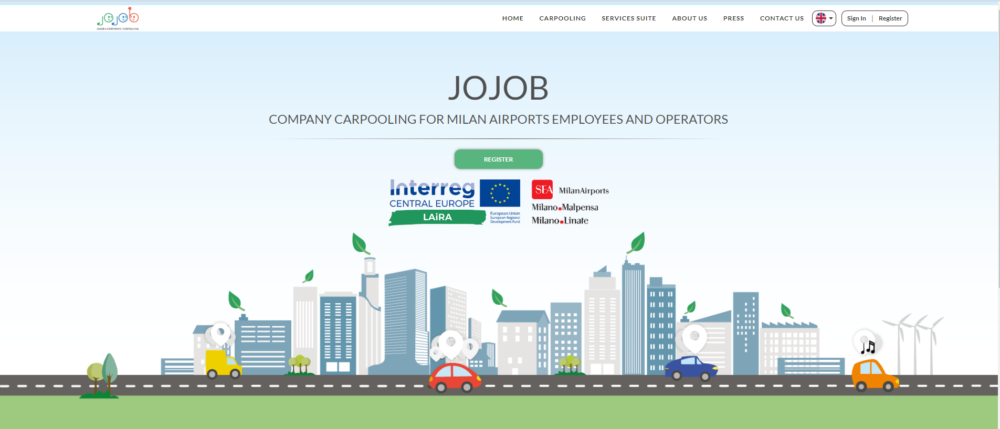 jojob
JOJOB & CORPORATE CARPOOLING
HOME
CARPOOLING
SERVICES SUITE
ABOUT US
PRESS
CONTACT US
Sign In | Register
JOJOB
COMPANY CARPOOLING FOR MILAN AIRPORTS EMPLOYEES AND OPERATORS
REGISTER
Interreg
CENTRAL EUROPE
LAiRA
European Union
European Regional
Development Fund
SEA MilanAirports
Milano Malpensa
Milano Linate